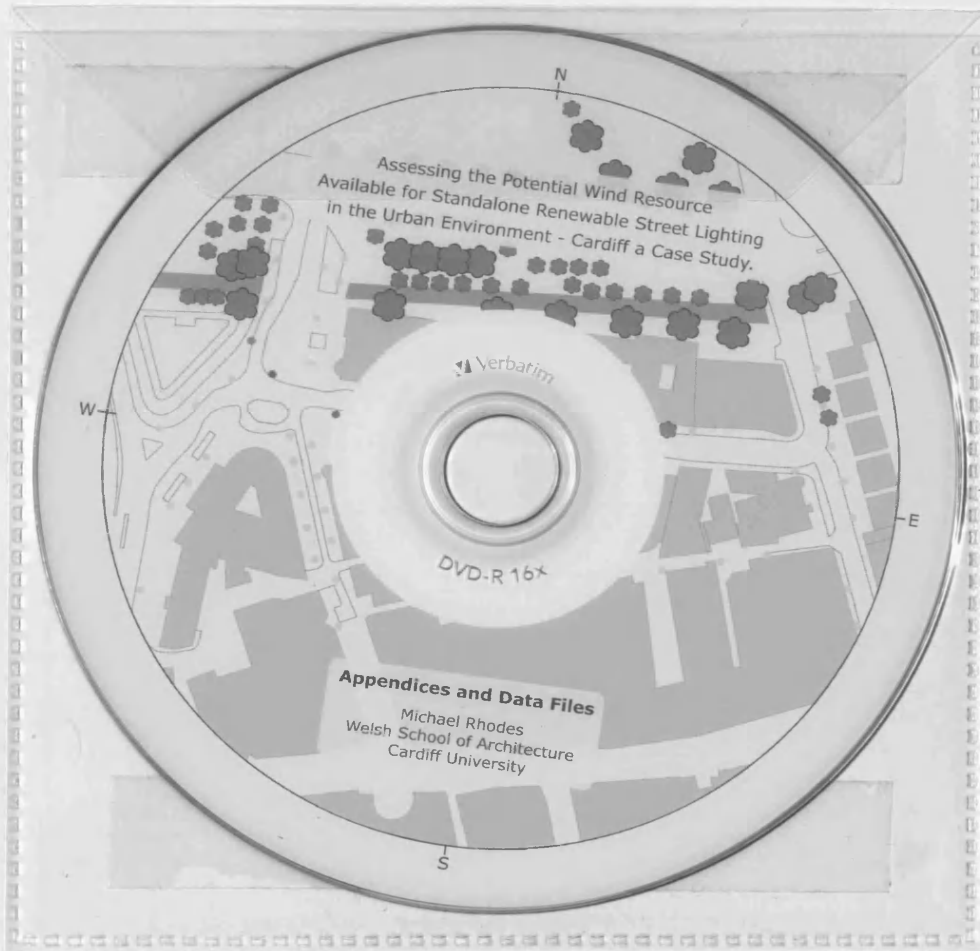 N
Assessing the Potential Wind Resource
Available for Standalone Renewable Street Lighting
in the Urban Environment - Cardiff a Case Study.
Verbatim
W
E
DVD-R 16x
Appendices and Data Files
Michael Rhodes
Welsh School of Architecture
Cardiff University
S